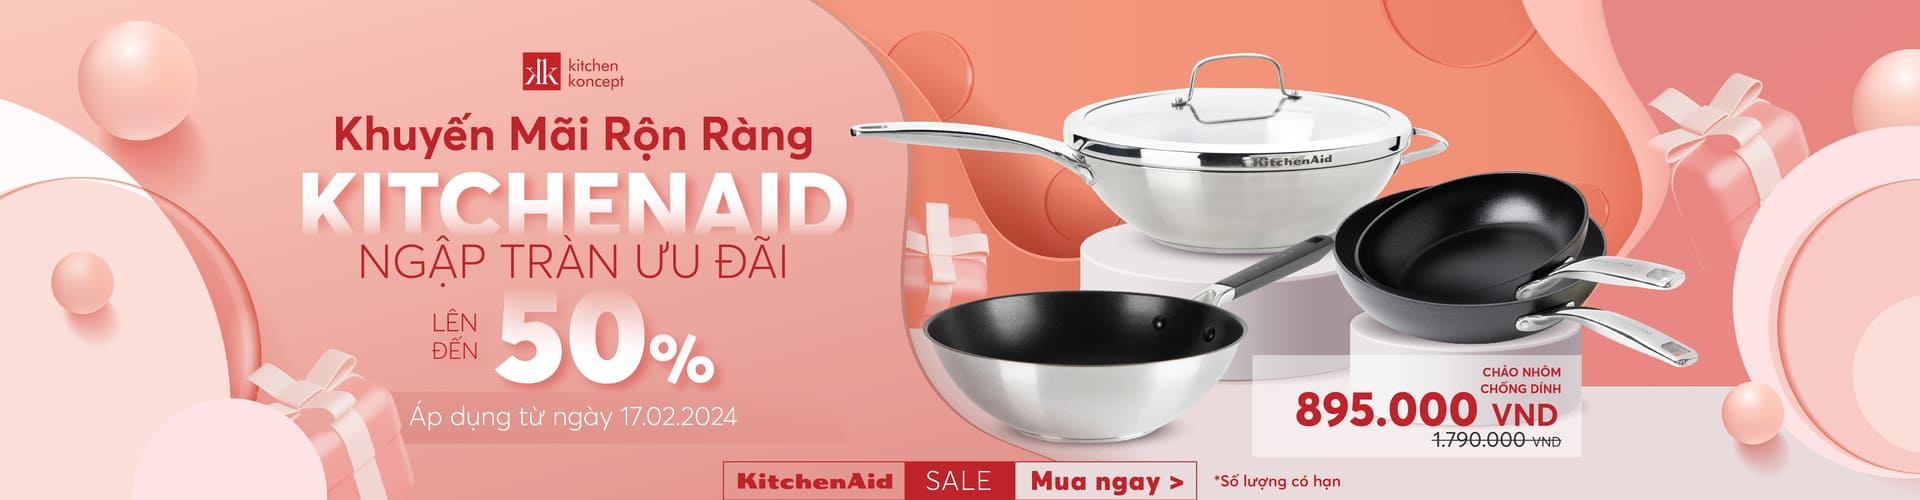 kitchen
koncept
Khuyến Mãi Rộn Ràng
KITCHENAID
NGẬP TRÀN ƯU ĐÃI
LÊN
ĐẾN
50%
Áp dụng từ ngày 17.02.2024
KitchenAid
CHẢO NHÔM
CHỐNG DÍNH
895.000 VND
1.790.000 VND
KitchenAid SALE Mua ngay >
*Số lượng có hạn